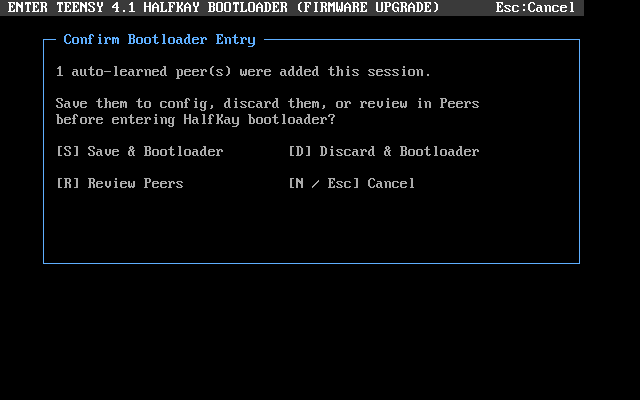 ENTER TEENSY 4.1 HALFKAY BOOTLOADER (FIRMWARE UPGRADE) Esc:Cancel
Confirm Bootloader Entry
1 auto-learned peer(s) were added this session.
Save them to config, discard them, or review in Peers
before entering HalfKay bootloader?
[S] Save & Bootloader [D] Discard & Bootloader
[R] Review Peers [N / Esc] Cancel